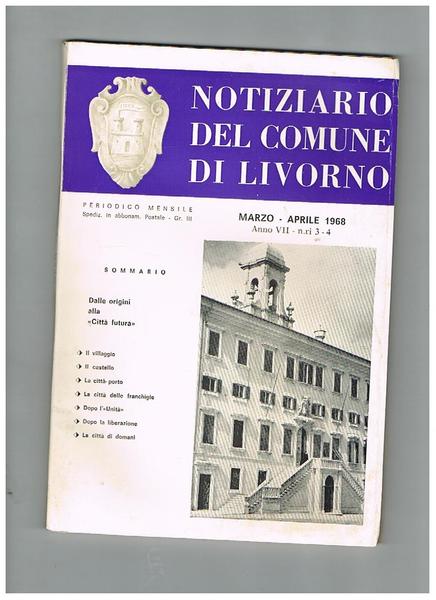 NOTIZIARIO
DEL COMUNE
DI LIVORNO
PERIODICO MENSILE
Spediz. in abbonam. Postale - Gr. III
MARZO - APRILE 1968
Anno VII - n.ri 3-4
SOMMARIO
Dalle origini
alla
«Città futura»
Il villaggio
Il castello
La città-porto
La città delle franchigie
Dopo l'«Unità»
Dopo la liberazione
La città di domani